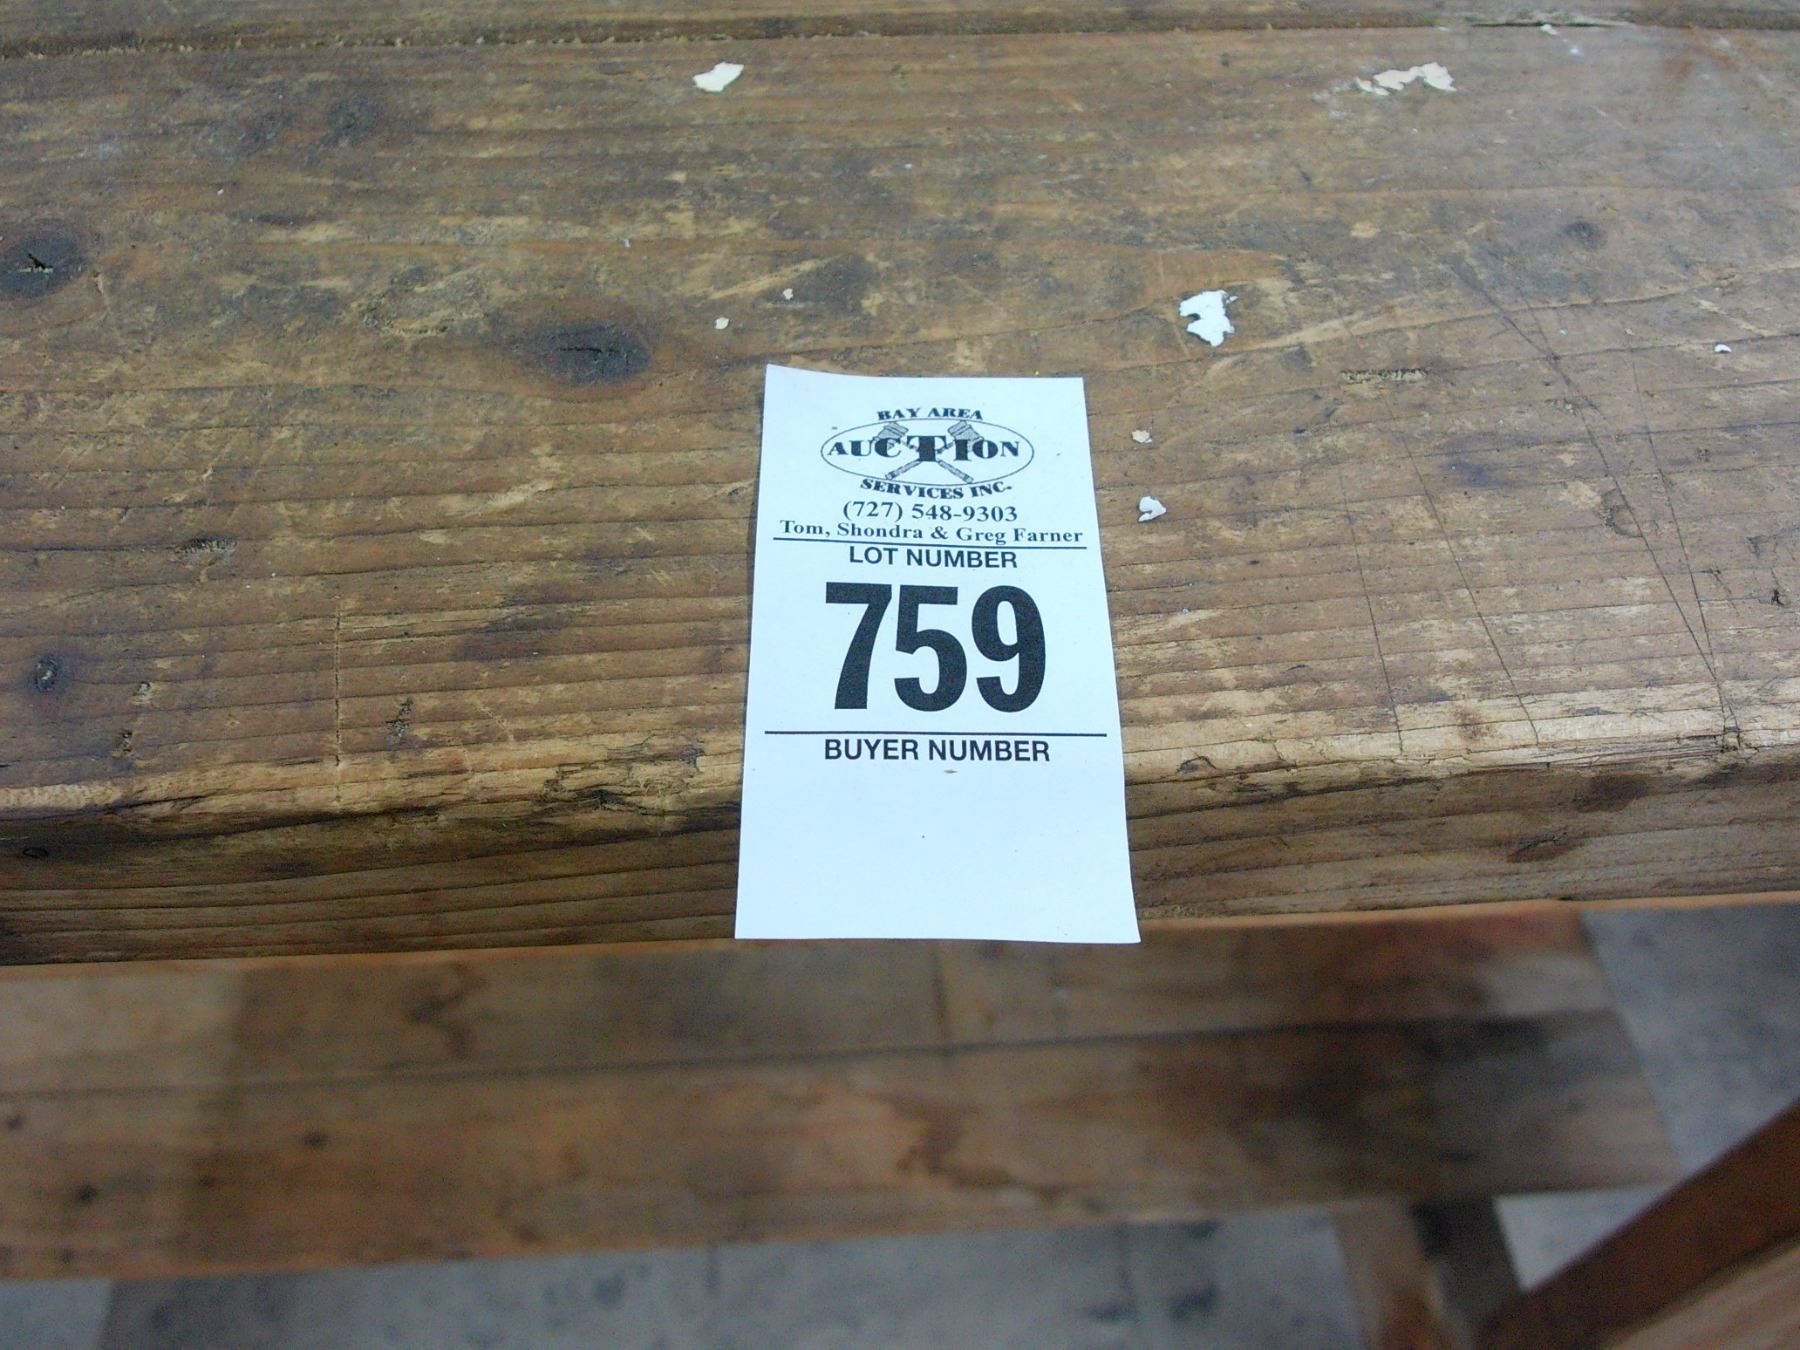 BAY AREA
AUCTION
SERVICES INC.
(727) 548-9303
Tom, Shondra & Greg Farner
LOT NUMBER
759
BUYER NUMBER